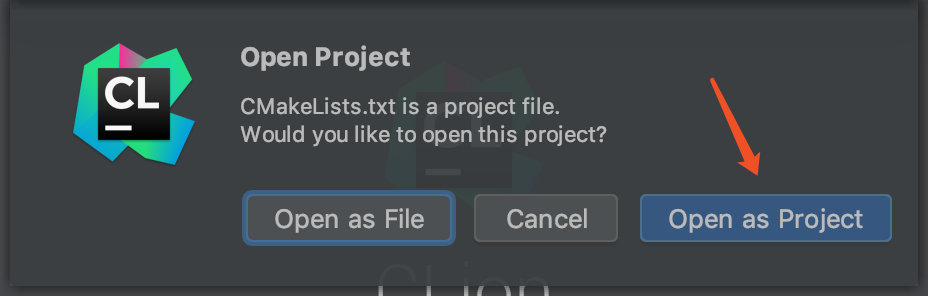 CL
Open Project
CMakeLists.txt is a project file.
Would you like to open this project?
Open as File
Cancel
Open as Project
CLion